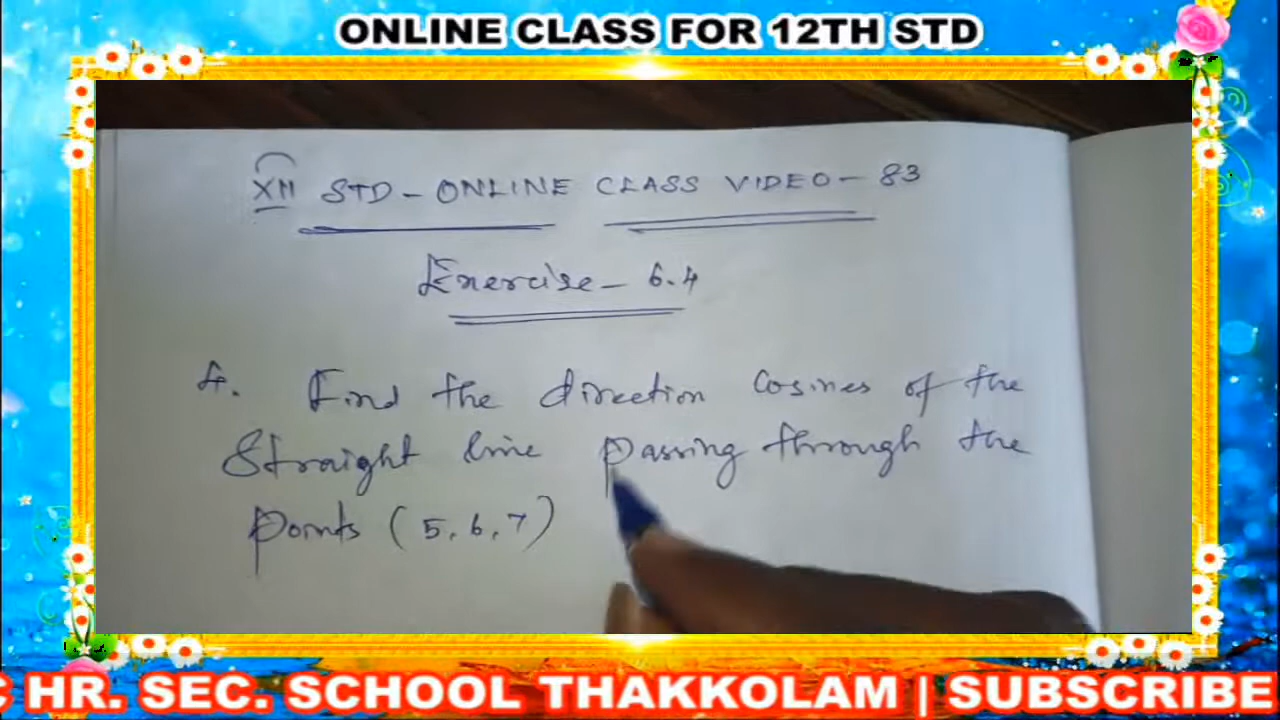 ONLINE CLASS FOR 12TH STD
XII STD - ONLINE CLASS VIDEO - 83
Exercise - 6.4
4. Find the direction cosines of the
straight line passing through the
points (5, 6, 7)
C HR. SEC. SCHOOL THAKKOLAM | SUBSCRIBE